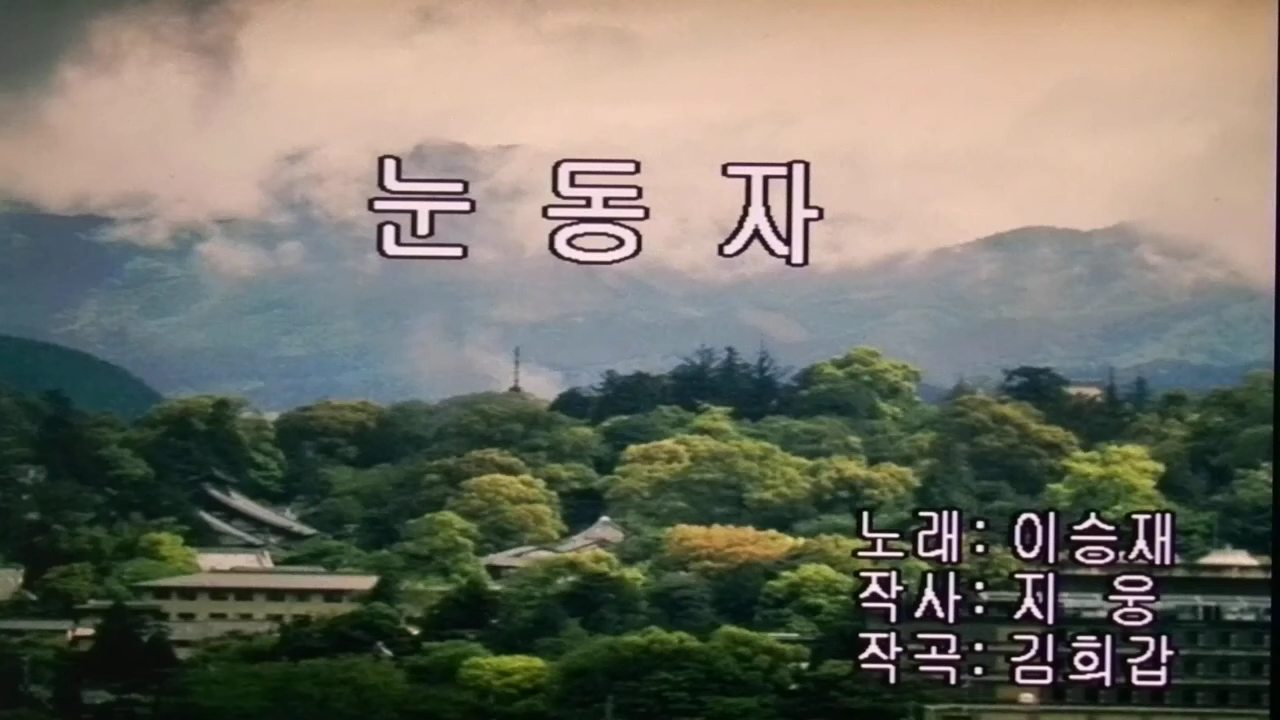 눈동자
노래: 이승재
작사: 지 웅
작곡: 김희갑